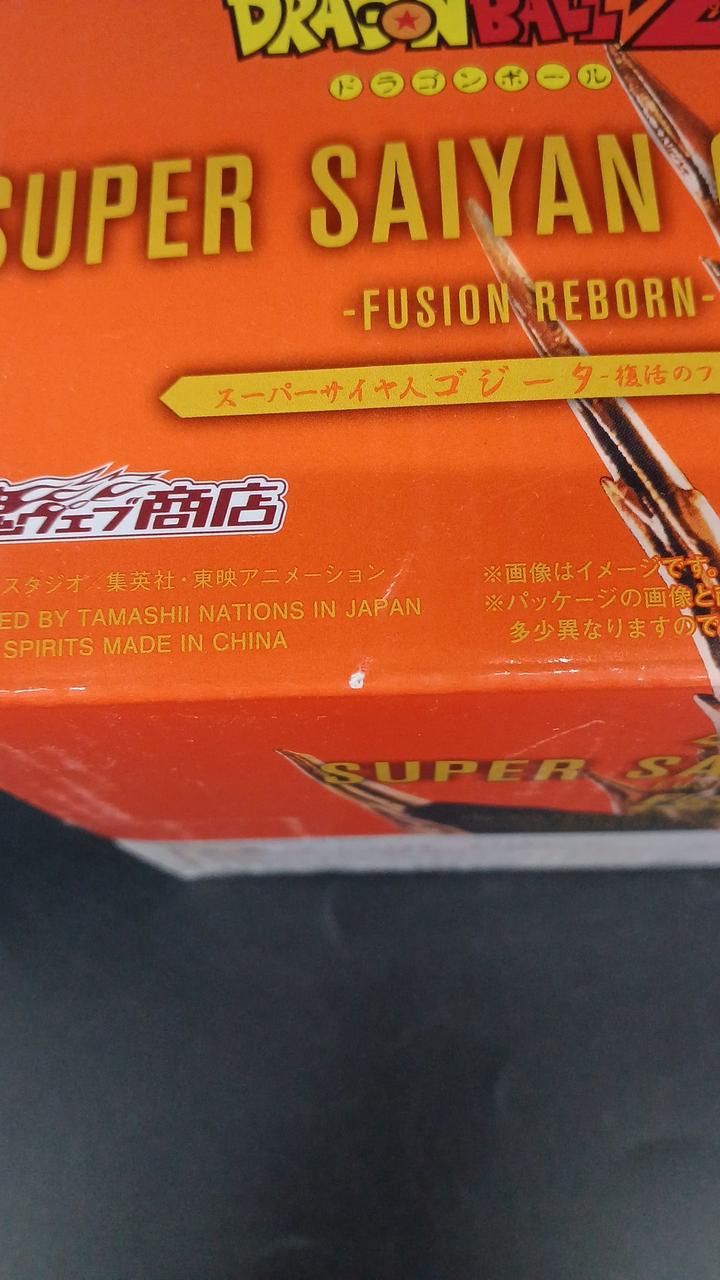 DRAGON BALL Z
ドラゴンボール
SUPER SAIYAN
-FUSION REBORN-
スーパーサイヤ人ゴジータ-復活のフ
魂ウェブ商店
スタジオ 集英社・東映アニメーション
ED BY TAMASHII NATIONS IN JAPAN
SPIRITS MADE IN CHINA
※画像はイメージです。
※パッケージの画像と
多少異なりますので
SUPER SA